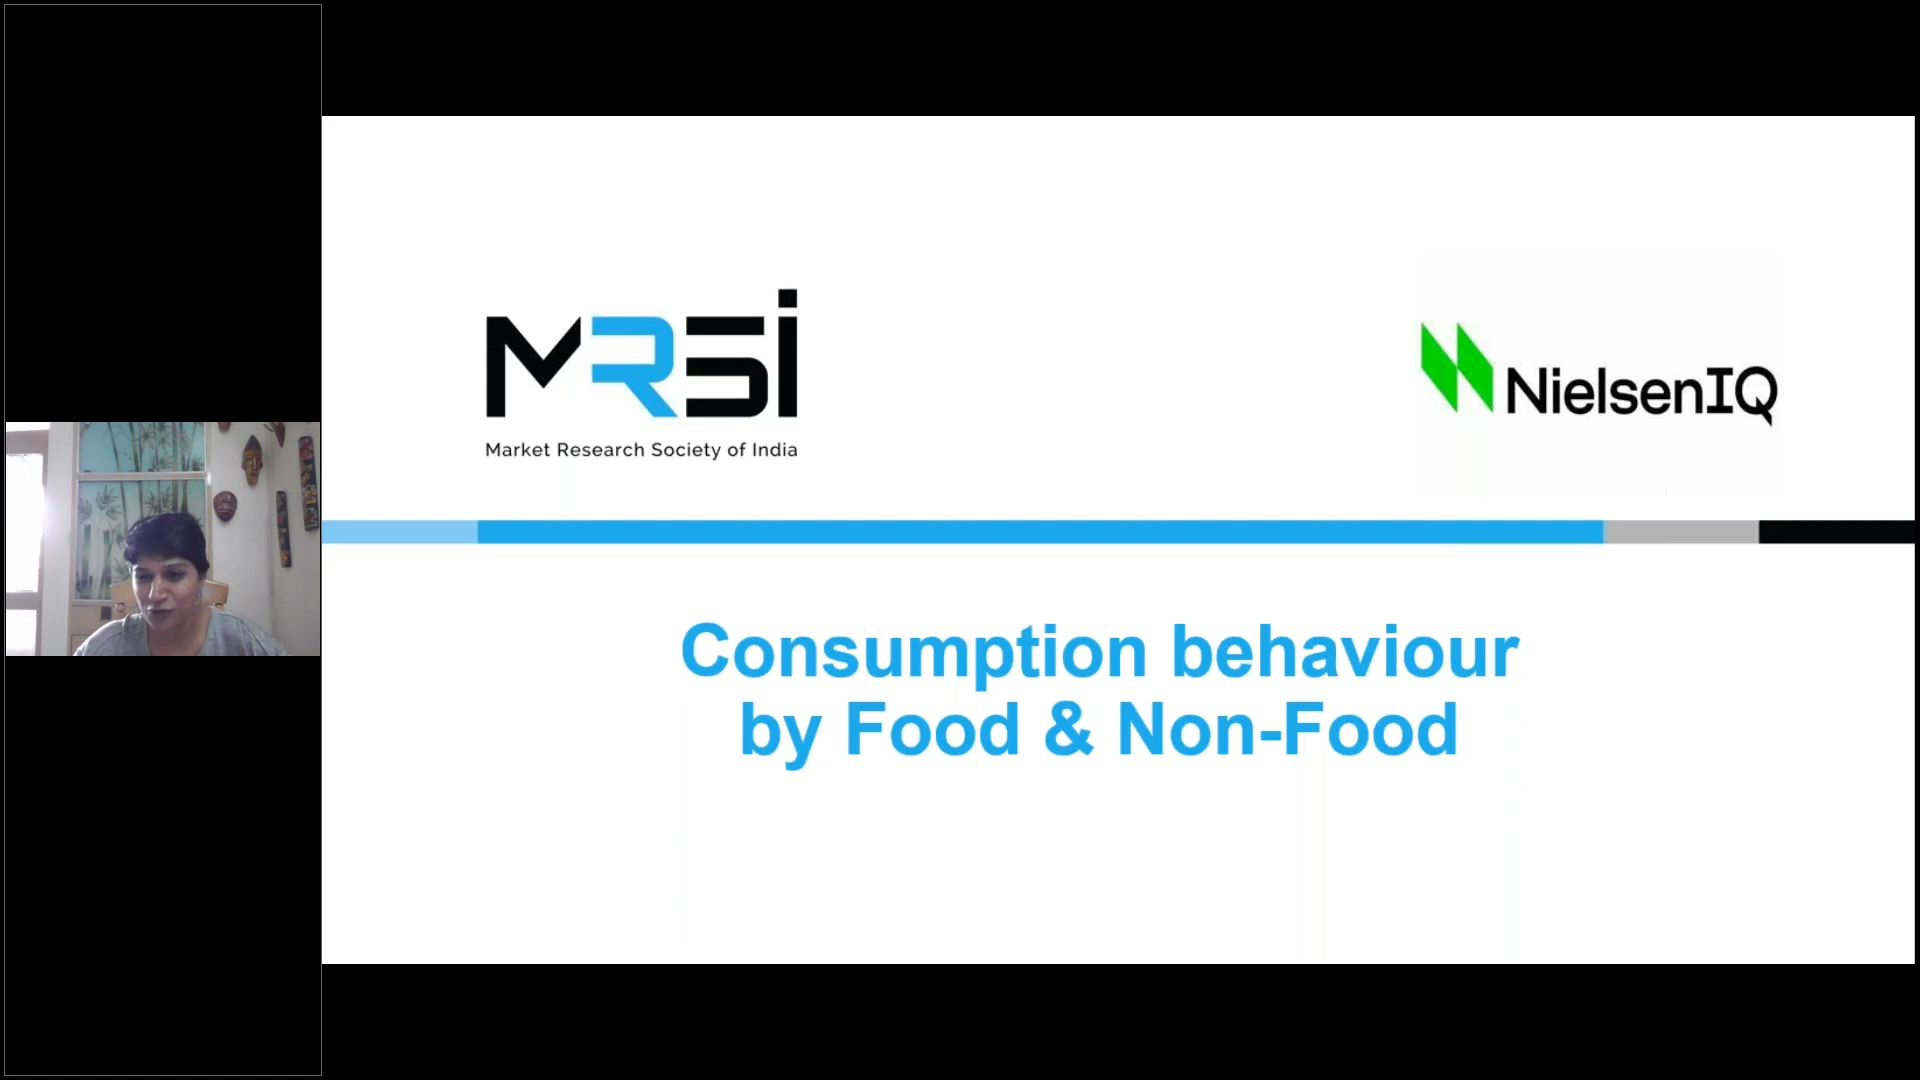 MRSI
Market Research Society of India
NielsenIQ
Consumption behaviour
by Food & Non-Food